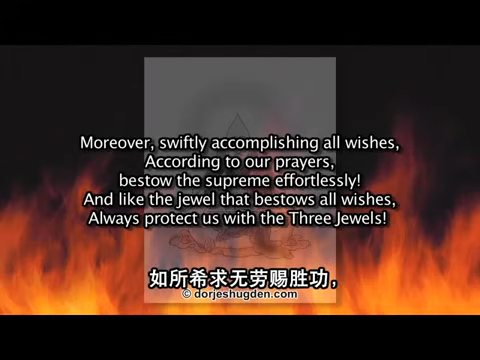 Moreover, swiftly accomplishing all wishes,
According to our prayers,
bestow the supreme effortlessly!
And like the jewel that bestows all wishes,
Always protect us with the Three Jewels!
如所希求无劳赐胜功,
© dorjeshugden.com